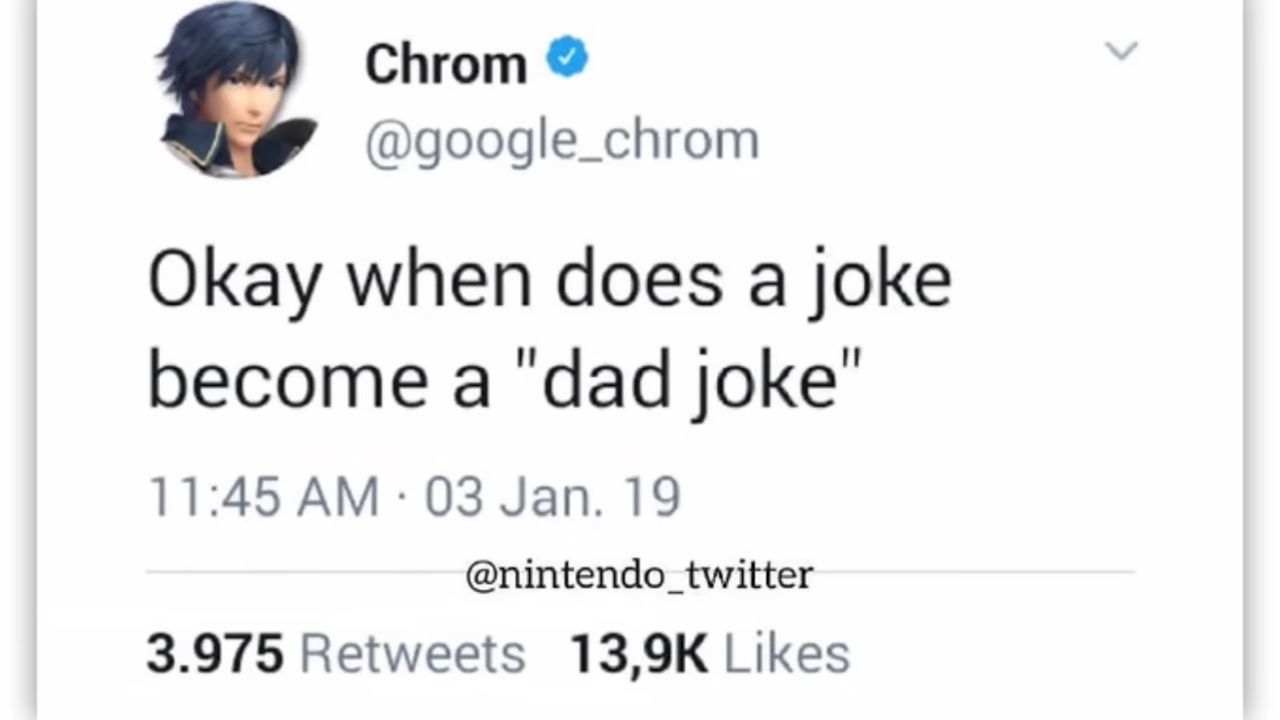 Chrom
@google_chrom
Okay when does a joke
become a "dad joke"
11:45 AM · 03 Jan. 19
@nintendo_twitter
3.975 Retweets 13,9K Likes